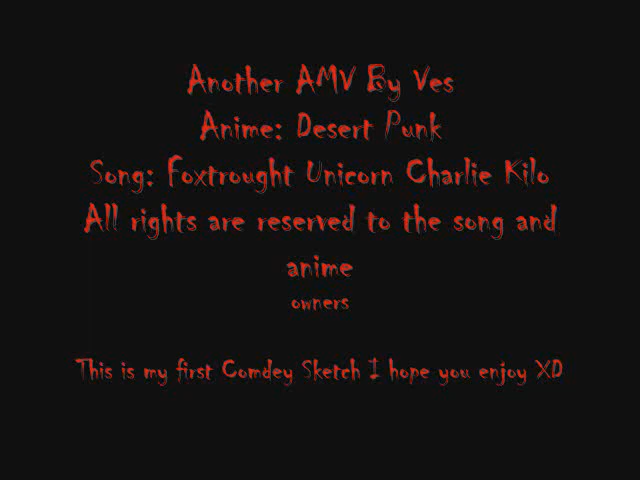 Another AMV By Ves
Anime: Desert Punk
Song: Foxtrought Unicorn Charlie Kilo
All rights are reserved to the song and
anime
owners
This is my first Comdey Sketch I hope you enjoy XD